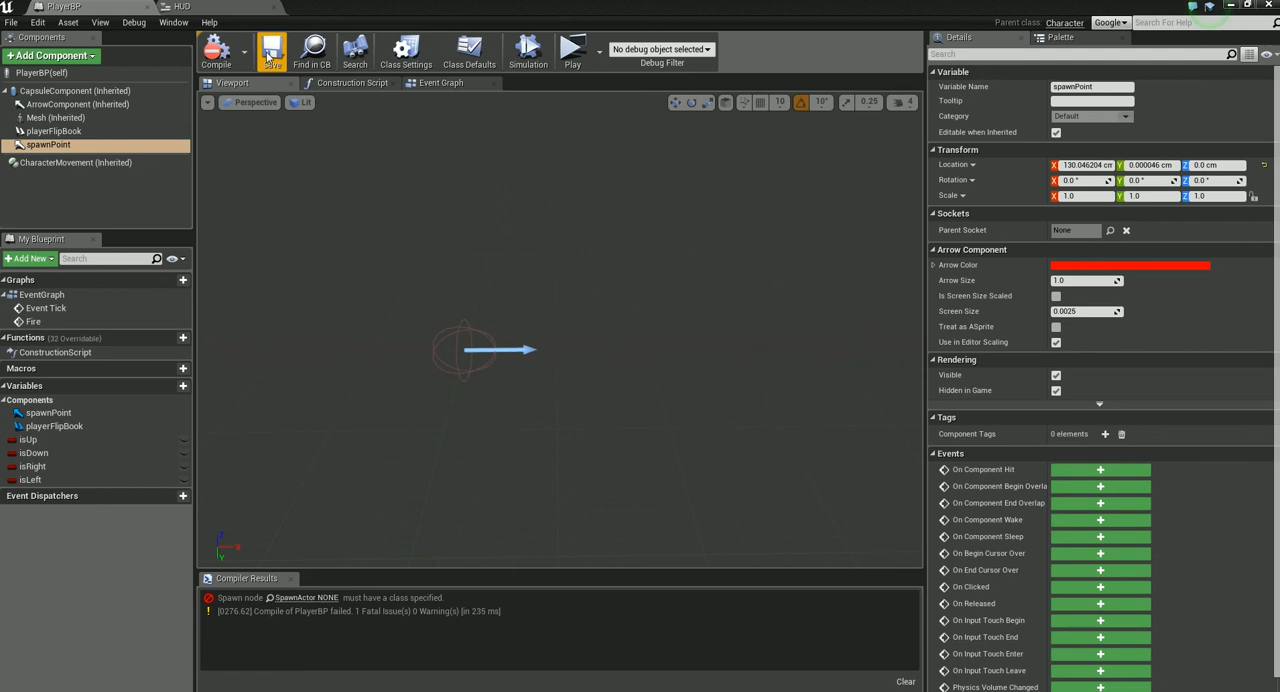 PlayerBP
HUD
File Edit Asset View Debug Window Help
Parent class: Character Google Search For Help
Components
Details
Palette
Add Component
Search
PlayerBP(self)
Compile
Save
Find in CB
Search
Class Settings
Class Defaults
Simulation
Play
No debug object selected
Debug Filter
CapsuleComponent (Inherited)
ArrowComponent (Inherited)
Mesh (Inherited)
playerFlipBook
spawnPoint
CharacterMovement (Inherited)
Viewport
Construction Script
Event Graph
Perspective
Lit
10
10°
0.25
4
My Blueprint
+Add New
Search
Graphs
EventGraph
Event Tick
Fire
Functions (32 Overridable)
ConstructionScript
Macros
Variables
Components
spawnPoint
playerFlipBook
isUp
isDown
isRight
isLeft
Event Dispatchers
Z
X
Y
Compiler Results
Spawn node SpawnActor NONE must have a class specified.
[0276.62] Compile of PlayerBP failed. 1 Fatal Issue(s) 0 Warning(s) [in 235 ms]
Clear
Variable
Variable Name spawnPoint
Tooltip
Category Default
Editable when Inherited
Transform
Location X 130.046204 cm Y 0.000046 cm Z 0.0 cm
Rotation X 0.0 ° Y 0.0 ° Z 0.0 °
Scale X 1.0 Y 1.0 Z 1.0
Sockets
Parent Socket None
Arrow Component
Arrow Color
Arrow Size 1.0
Is Screen Size Scaled
Screen Size 0.0025
Treat as ASprite
Use in Editor Scaling
Rendering
Visible
Hidden in Game
Tags
Component Tags 0 elements
Events
On Component Hit
On Component Begin Overla
On Component End Overlap
On Component Wake
On Component Sleep
On Begin Cursor Over
On End Cursor Over
On Clicked
On Released
On Input Touch Begin
On Input Touch End
On Input Touch Enter
On Input Touch Leave
Physics Volume Changed